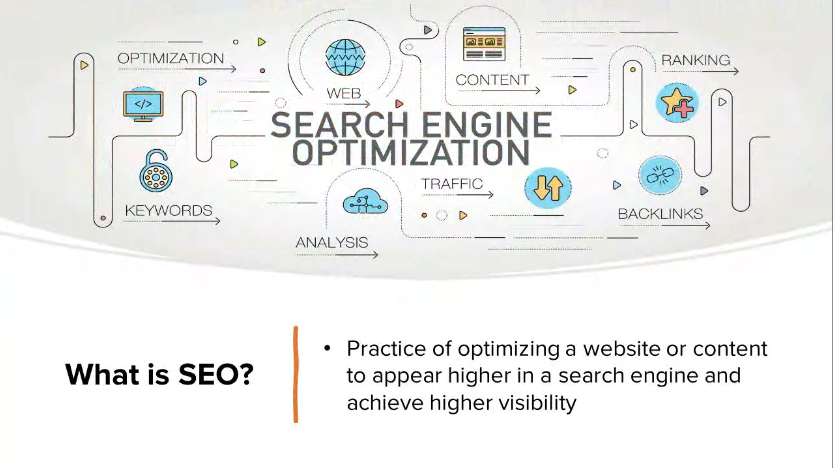 OPTIMIZATION
WEB
CONTENT
RANKING
</>
SEARCH ENGINE
OPTIMIZATION
KEYWORDS
TRAFFIC
ANALYSIS
BACKLINKS
What is SEO?
• Practice of optimizing a website or content
to appear higher in a search engine and
achieve higher visibility